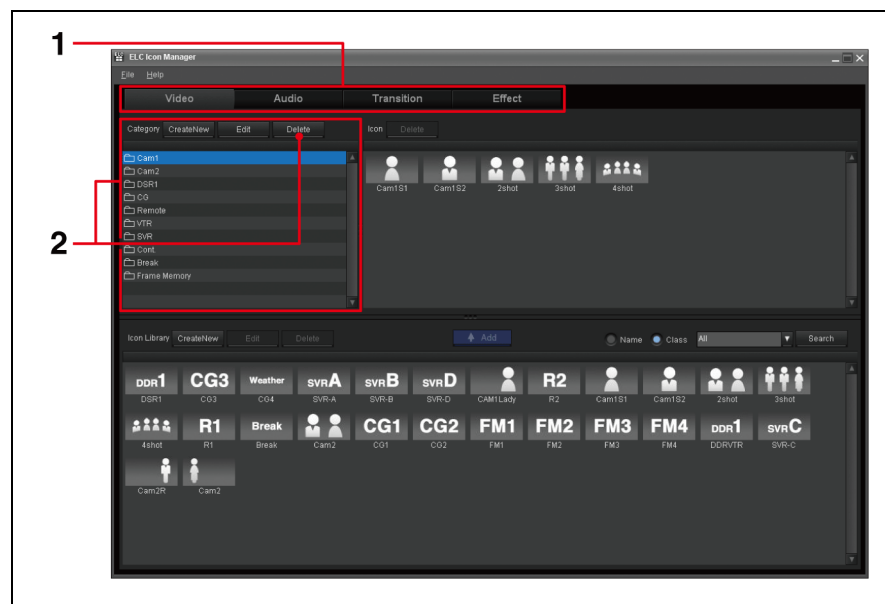 1
ELC Icon Manager
File Help
Video Audio Transition Effect
Category CreateNew Edit Delete Icon Delete
Cam1
Cam2
DSR1
CG
Remote
VTR
SVR
Cont
Break
Frame Memory
Cam1S1 Cam1S2 2shot 3shot 4shot
2
Icon Library CreateNew Edit Delete Add Name Class All Search
DDR1 CG3 Weather SVRA SVRB SVRD R2
DSR1 CG3 CG4 SVR-A SVR-B SVR-D CAM1Lady R2 Cam1S1 Cam1S2 2shot 3shot
R1 Break CG1 CG2 FM1 FM2 FM3 FM4 DDR1 SVRC
4shot R1 Break Cam2 CG1 CG2 FM1 FM2 FM3 FM4 DDRVTR SVR-C
Cam2R Cam2